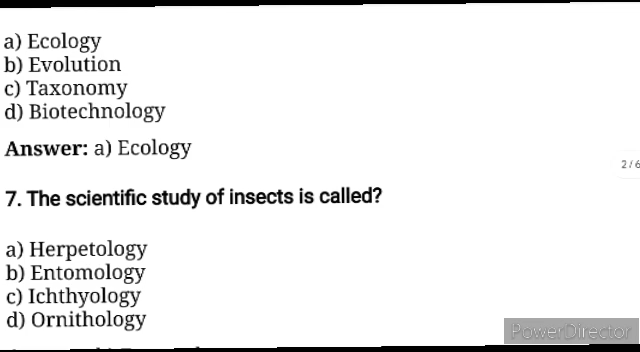 a) Ecology
b) Evolution
c) Taxonomy
d) Biotechnology
Answer: a) Ecology
2/6
7. The scientific study of insects is called?
a) Herpetology
b) Entomology
c) Ichthyology
d) Ornithology
PowerDirector